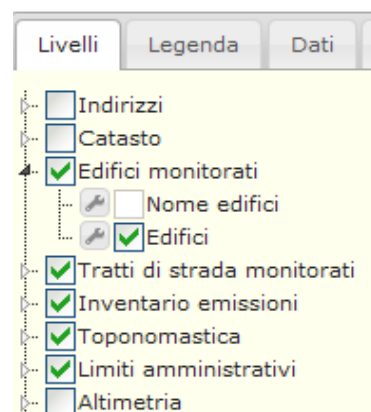 Livelli Legenda Dati
Indirizzi
Catasto
Edifici monitorati
Nome edifici
Edifici
Tratti di strada monitorati
Inventario emissioni
Toponomastica
Limiti amministrativi
Altimetria